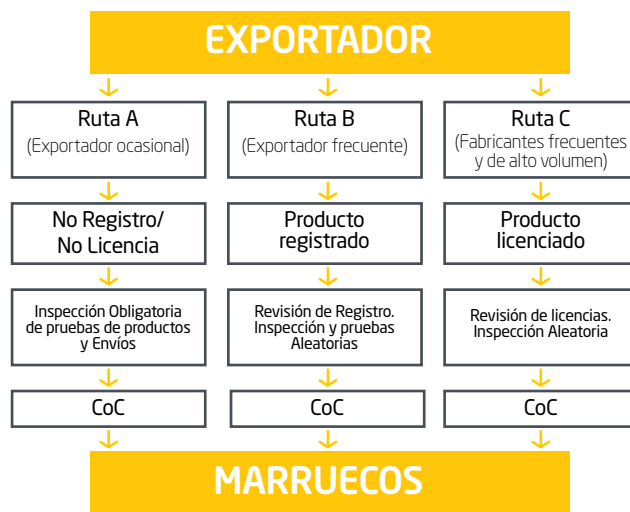 EXPORTADOR
Ruta A
(Exportador ocasional)
Ruta B
(Exportador frecuente)
Ruta C
(Fabricantes frecuentes
y de alto volumen)
No Registro/
No Licencia
Producto
registrado
Producto
licenciado
Inspección Obligatoria
de pruebas de productos
y Envíos
Revisión de Registro.
Inspección y pruebas
Aleatorias
Revisión de licencias.
Inspección Aleatoria
CoC
CoC
CoC
MARRUECOS